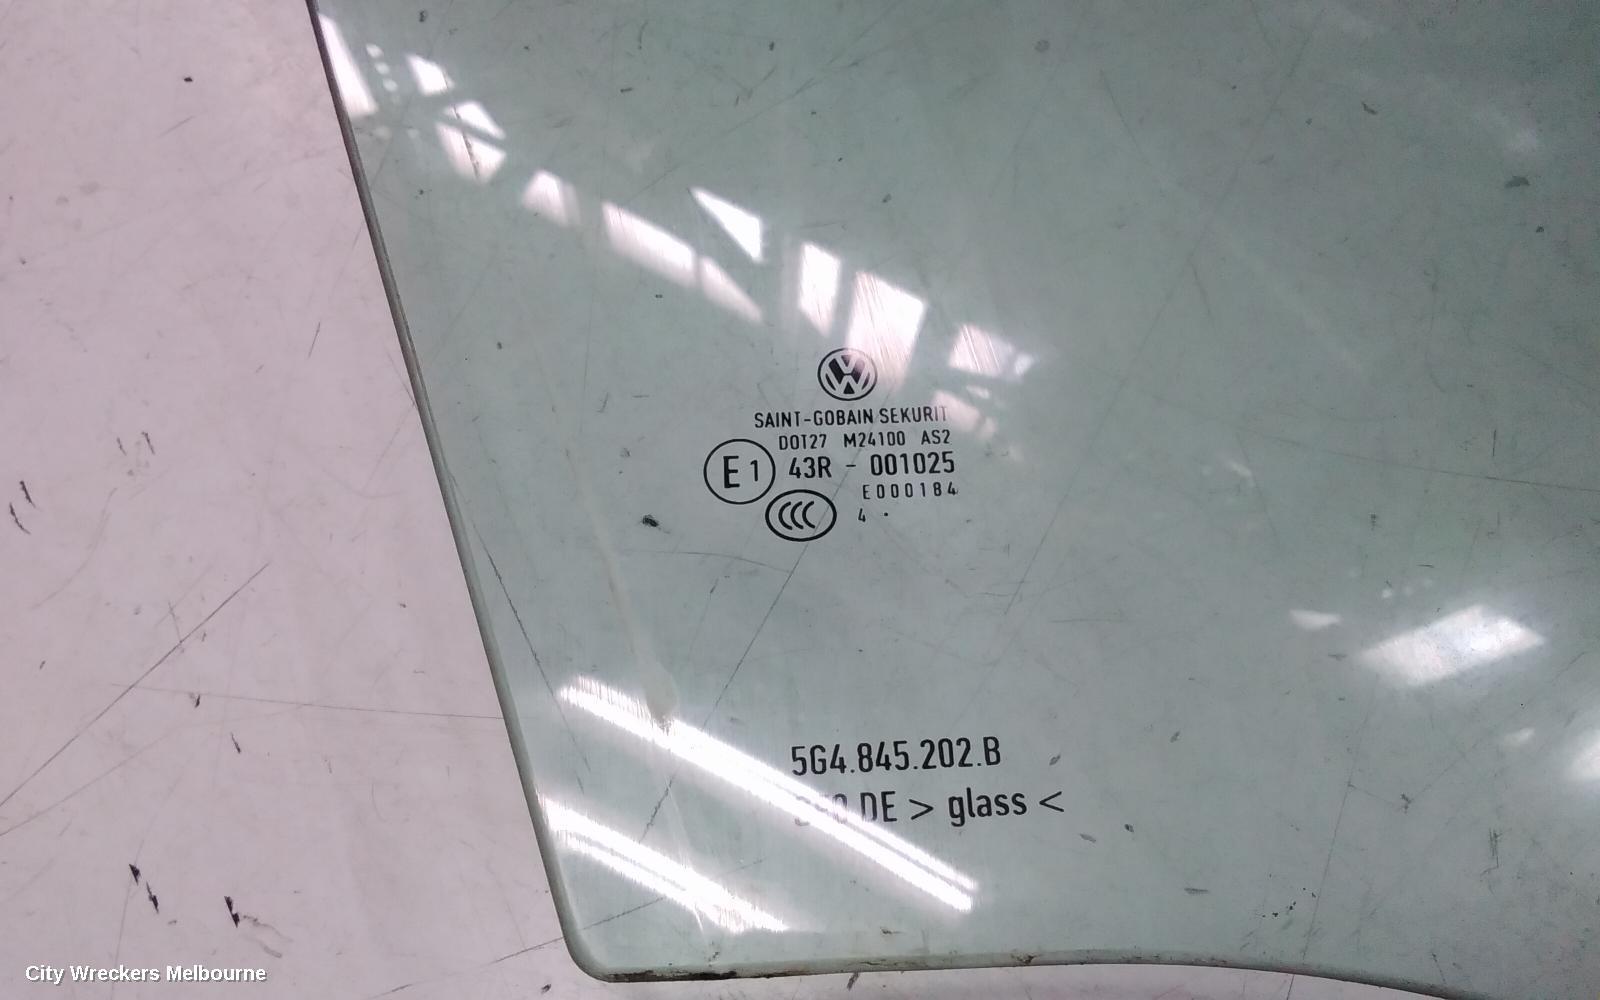 SAINT-GOBAIN SEKURIT
DOT27 M24100 AS2
E1 43R - 001025
E000184
CCC 4 •
5G4.845.202.B
DE > glass <
City Wreckers Melbourne